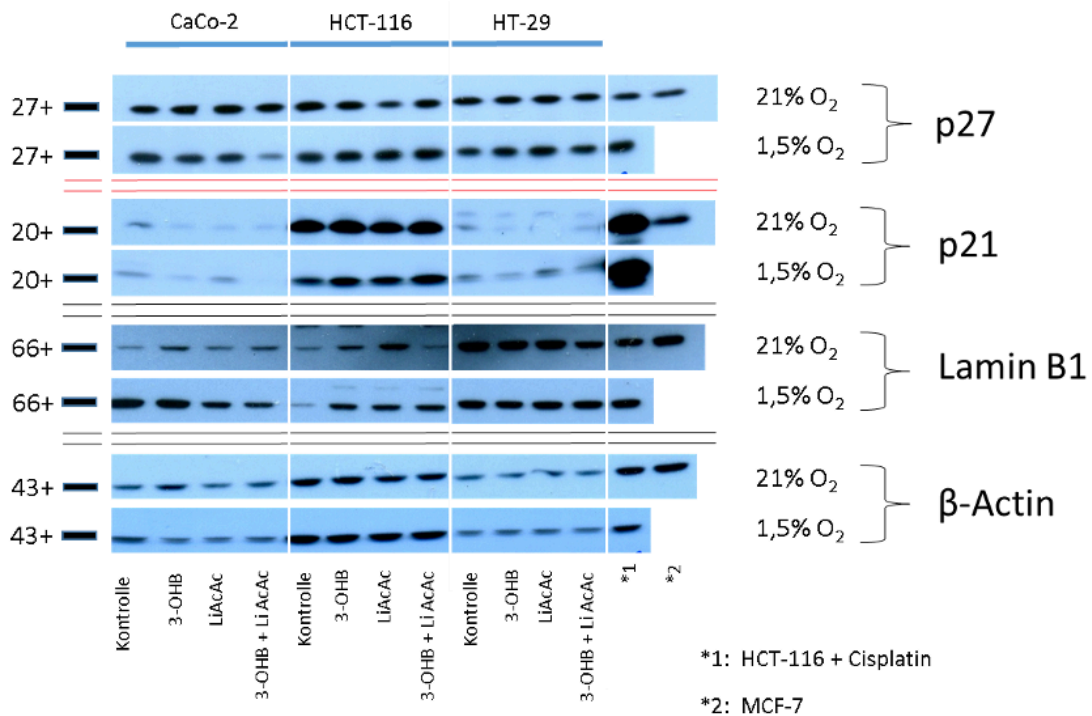 CaCo-2 HCT-116 HT-29
27+ 21% O₂
p27
27+ 1,5% O₂
20+ 21% O₂
p21
20+ 1,5% O₂
66+ 21% O₂
Lamin B1
66+ 1,5% O₂
43+ 21% O₂
β-Actin
43+ 1,5% O₂
Kontrolle
3-OHB
LiAcAc
3-OHB + Li AcAc
Kontrolle
3-OHB
LiAcAc
3-OHB + Li AcAc
Kontrolle
3-OHB
LiAcAc
3-OHB + Li AcAc
*1
*2
*1: HCT-116 + Cisplatin
*2: MCF-7